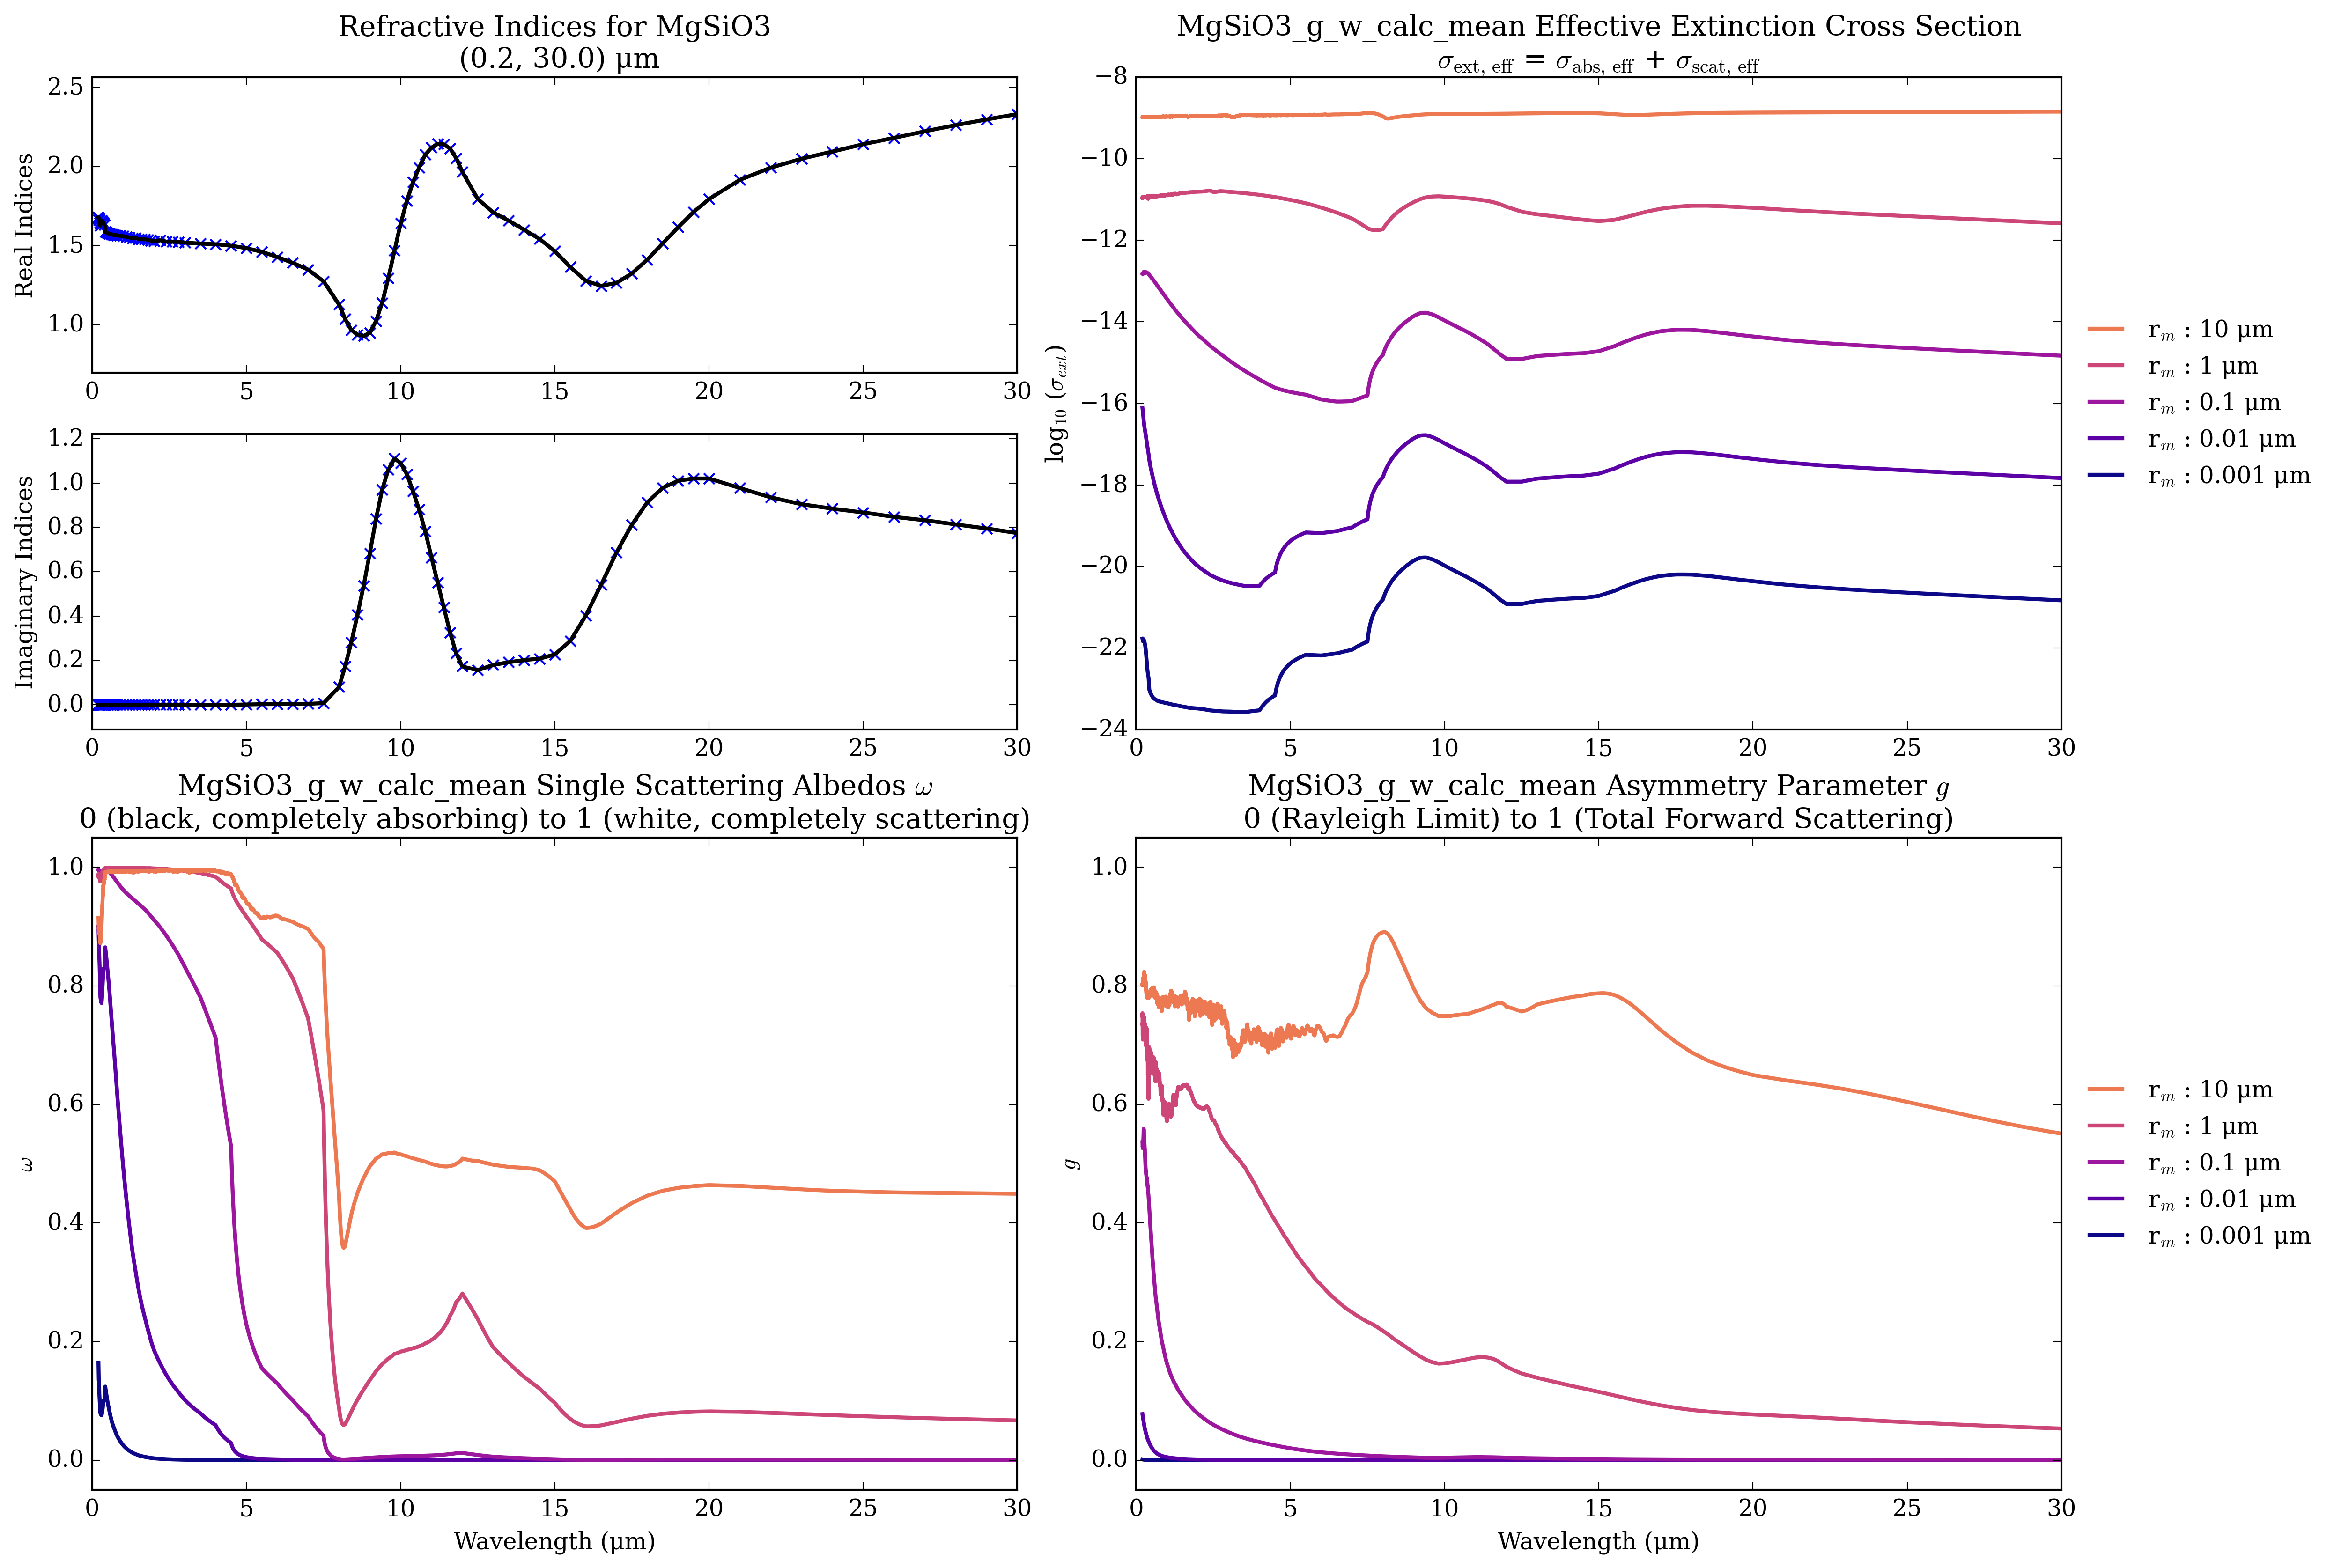 Refractive Indices for MgSiO3
(0.2, 30.0) µm
Real Indices
2.5
2.0
1.5
1.0
0 5 10 15 20 25 30
Imaginary Indices
1.2
1.0
0.8
0.6
0.4
0.2
0.0
0 5 10 15 20 25 30
MgSiO3_g_w_calc_mean Effective Extinction Cross Section
σext, eff = σabs, eff + σscat, eff
log10 (σext)
−8
−10
−12
−14
−16
−18
−20
−22
−24
0 5 10 15 20 25 30
rm : 10 µm
rm : 1 µm
rm : 0.1 µm
rm : 0.01 µm
rm : 0.001 µm
MgSiO3_g_w_calc_mean Single Scattering Albedos ω
0 (black, completely absorbing) to 1 (white, completely scattering)
ω
1.0
0.8
0.6
0.4
0.2
0.0
0 5 10 15 20 25 30
Wavelength (µm)
MgSiO3_g_w_calc_mean Asymmetry Parameter g
0 (Rayleigh Limit) to 1 (Total Forward Scattering)
g
1.0
0.8
0.6
0.4
0.2
0.0
0 5 10 15 20 25 30
Wavelength (µm)
rm : 10 µm
rm : 1 µm
rm : 0.1 µm
rm : 0.01 µm
rm : 0.001 µm